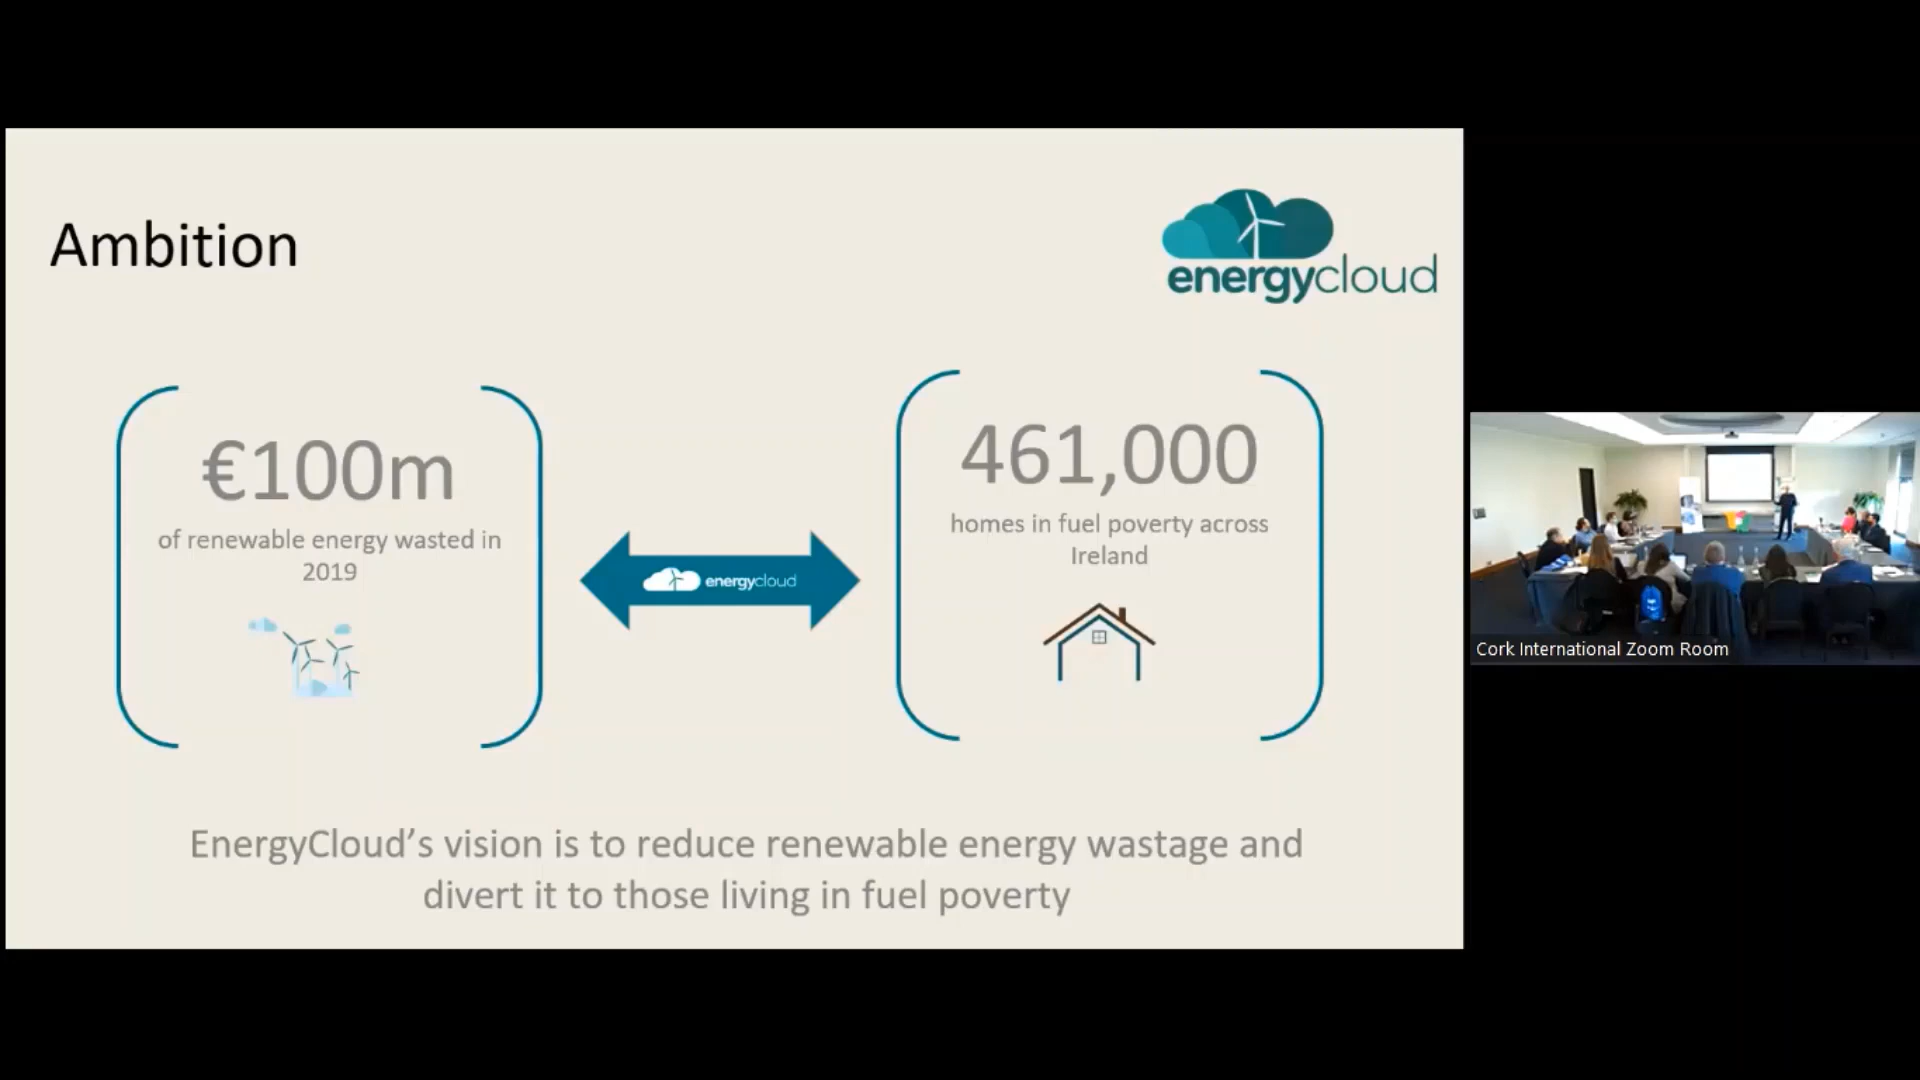 Ambition
energycloud
€100m
of renewable energy wasted in
2019
energycloud
461,000
homes in fuel poverty across
Ireland
EnergyCloud’s vision is to reduce renewable energy wastage and
divert it to those living in fuel poverty
Cork International Zoom Room